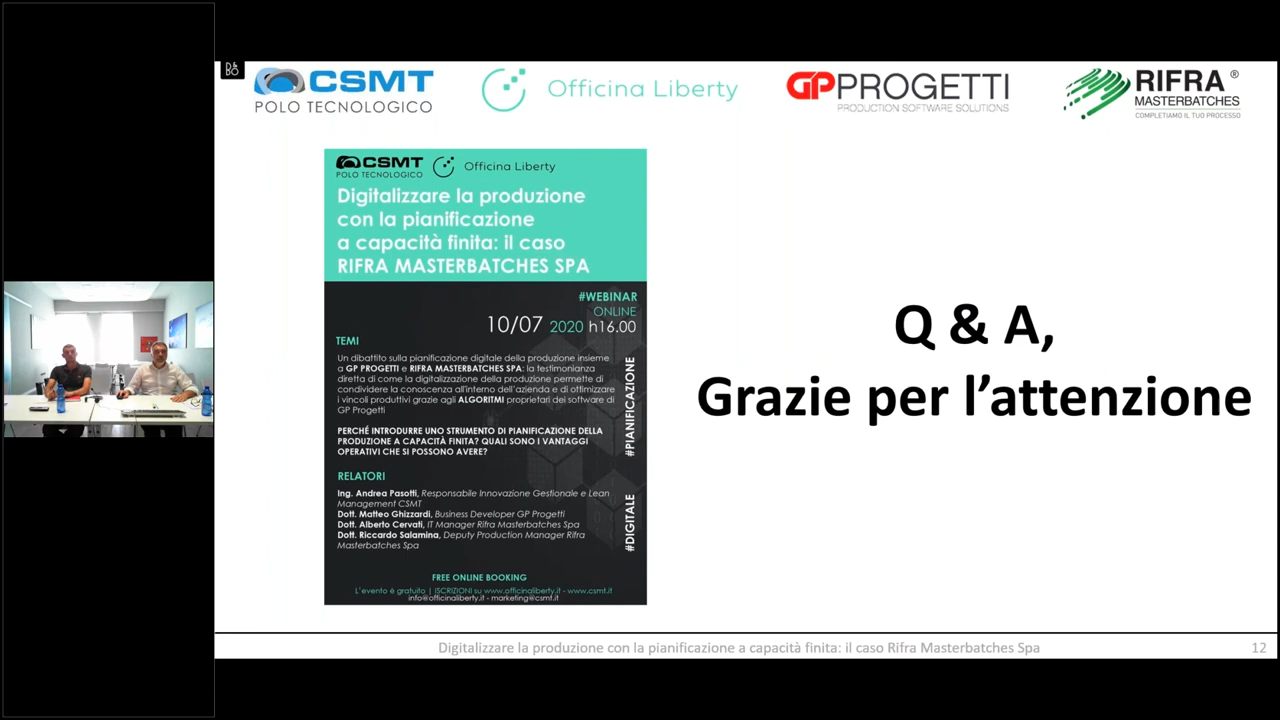 D&
BO
CSMT
POLO TECNOLOGICO
Officina Liberty
GPPROGETTI
PRODUCTION SOFTWARE SOLUTIONS
RIFRA ®
MASTERBATCHES
COMPLETIAMO IL TUO PROCESSO
CSMT
POLO TECNOLOGICO
Officina Liberty
Digitalizzare la produzione
con la pianificazione
a capacità finita: il caso
RIFRA MASTERBATCHES SPA
#WEBINAR
ONLINE
10/07 2020 h16.00
TEMI
Un dibattito sulla pianificazione digitale della produzione insieme
a GP PROGETTI e RIFRA MASTERBATCHES SPA: la testimonianza
diretta di come la digitalizzazione della produzione permette di
condividere la conoscenza all'interno dell'azienda e di ottimizzare
i vincoli produttivi grazie agli ALGORITMI proprietari dei software di
GP Progetti
PERCHÉ INTRODURRE UNO STRUMENTO DI PIANIFICAZIONE DELLA
PRODUZIONE A CAPACITÀ FINITA? QUALI SONO I VANTAGGI
OPERATIVI CHE SI POSSONO AVERE?
#PIANIFICAZIONE
RELATORI
Ing. Andrea Pasotti, Responsabile Innovazione Gestionale e Lean
Management CSMT
Dott. Matteo Ghizzardi, Business Developer GP Progetti
Dott. Alberto Cervati, IT Manager Rifra Masterbatches Spa
Dott. Riccardo Salamina, Deputy Production Manager Rifra
Masterbatches Spa
#DIGITALE
FREE ONLINE BOOKING
L'evento è gratuito | ISCRIZIONI su www.officinaliberty.it - www.csmt.it
info@officinaliberty.it - marketing@csmt.it
Q & A,
Grazie per l’attenzione
Digitalizzare la produzione con la pianificazione a capacità finita: il caso Rifra Masterbatches Spa
12